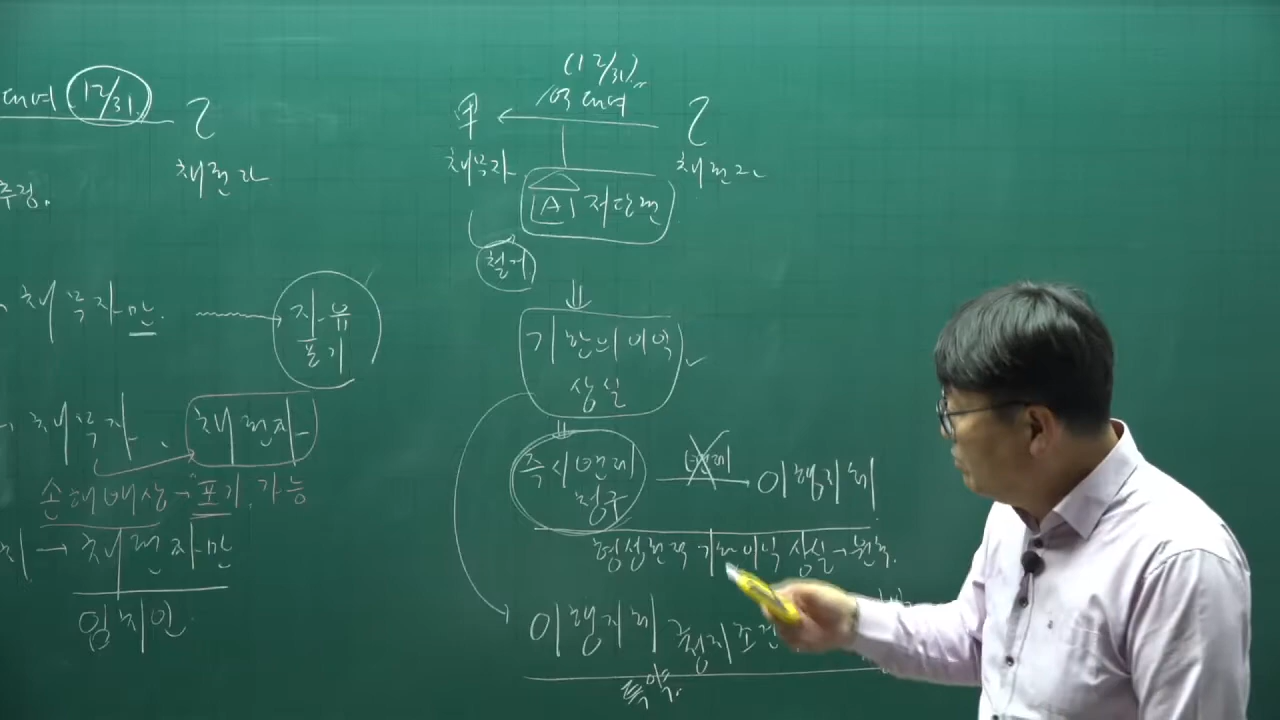 대여 12/31. 乙
채권자
추정.
채무자만 자유
포기
채무자, 채권자
손해배상 → 포기 가능
→ 채권자만
임치인
(12/31)
대여
甲 乙
채무자 채권자
A 저당권
철거
기한의 이익
상실
즉시변제
청구
이행지체
형성권적 기한이익 상실 → 원칙.
이행지체 정지조건
특약.